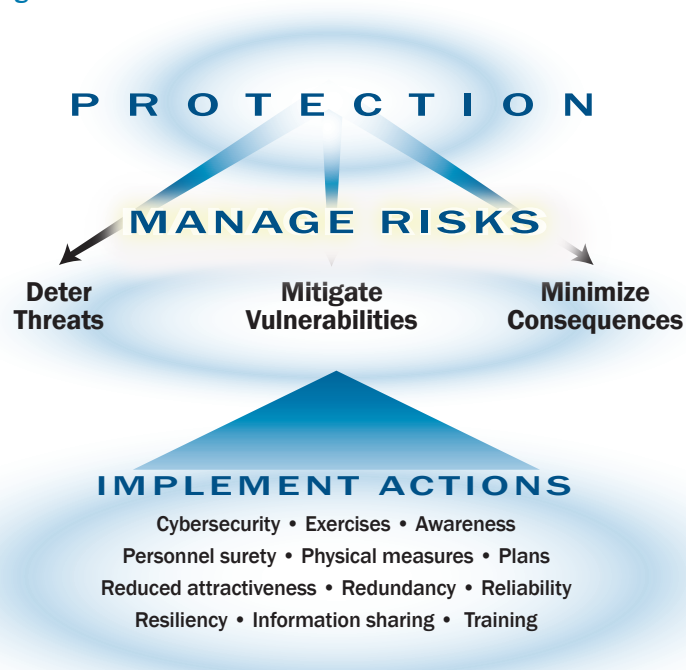 PROTECTION
MANAGE RISKS
Deter
Threats
Mitigate
Vulnerabilities
Minimize
Consequences
IMPLEMENT ACTIONS
Cybersecurity • Exercises • Awareness
Personnel surety • Physical measures • Plans
Reduced attractiveness • Redundancy • Reliability
Resiliency • Information sharing • Training